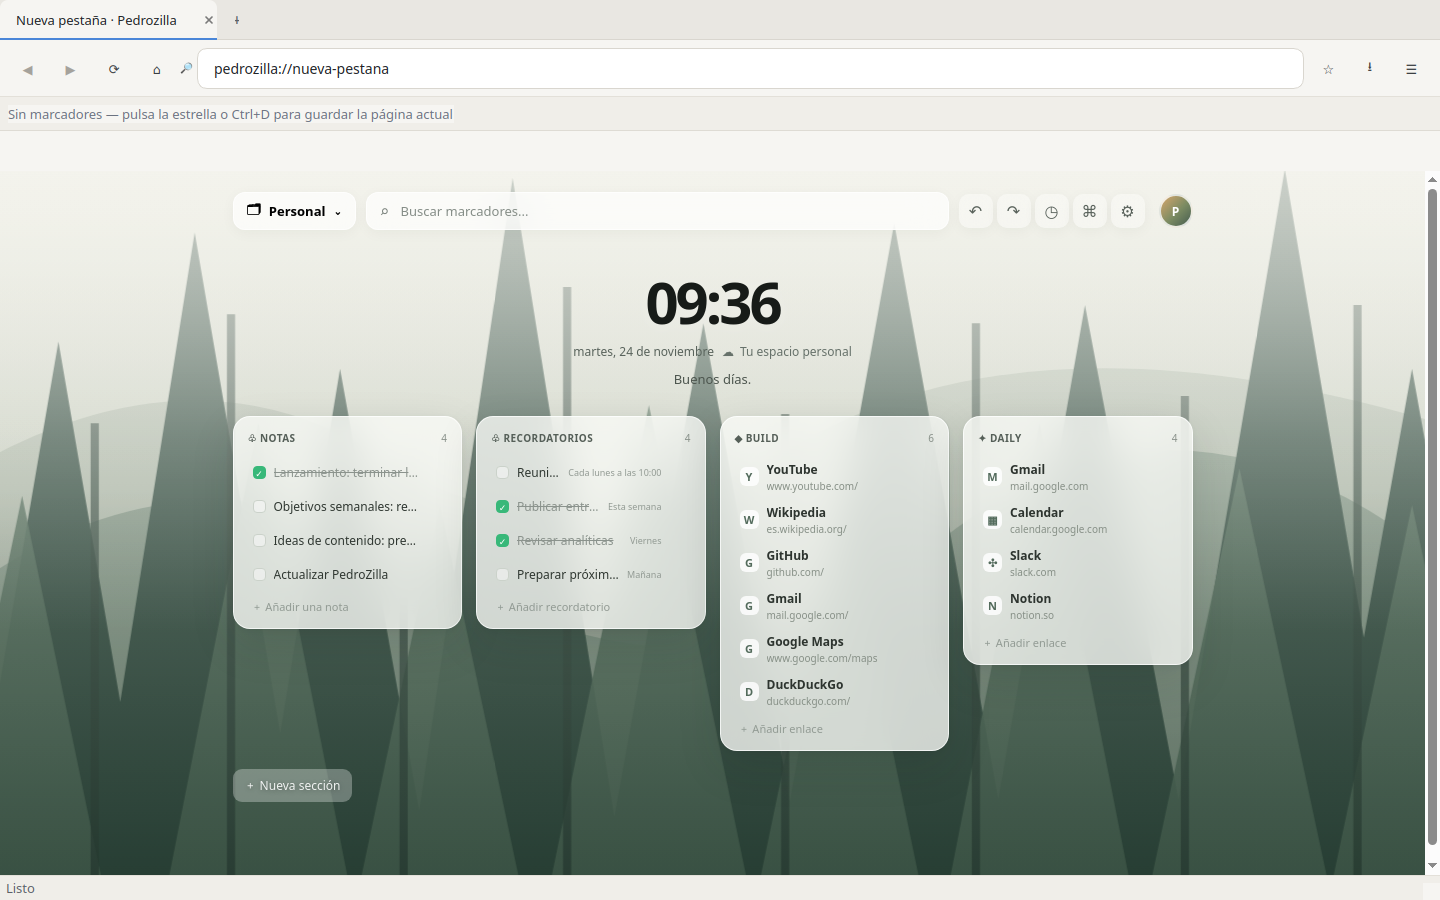 Nueva pestaña · Pedrozilla
pedrozilla://nueva-pestana
Sin marcadores — pulsa la estrella o Ctrl+D para guardar la página actual
Personal
Buscar marcadores...
P
09:36
martes, 24 de noviembre ☁ Tu espacio personal
Buenos días.
NOTAS 4
Lanzamiento: terminar l...
Objetivos semanales: re...
Ideas de contenido: pre...
Actualizar PedroZilla
+ Añadir una nota
RECORDATORIOS 4
Reuni... Cada lunes a las 10:00
Publicar entr... Esta semana
Revisar analíticas Viernes
Preparar próxim... Mañana
+ Añadir recordatorio
◆ BUILD 6
Y YouTube
www.youtube.com/
W Wikipedia
es.wikipedia.org/
G GitHub
github.com/
G Gmail
mail.google.com/
G Google Maps
www.google.com/maps
D DuckDuckGo
duckduckgo.com/
+ Añadir enlace
✦ DAILY 4
M Gmail
mail.google.com
Calendar
calendar.google.com
Slack
slack.com
N Notion
notion.so
+ Añadir enlace
+ Nueva sección
Listo